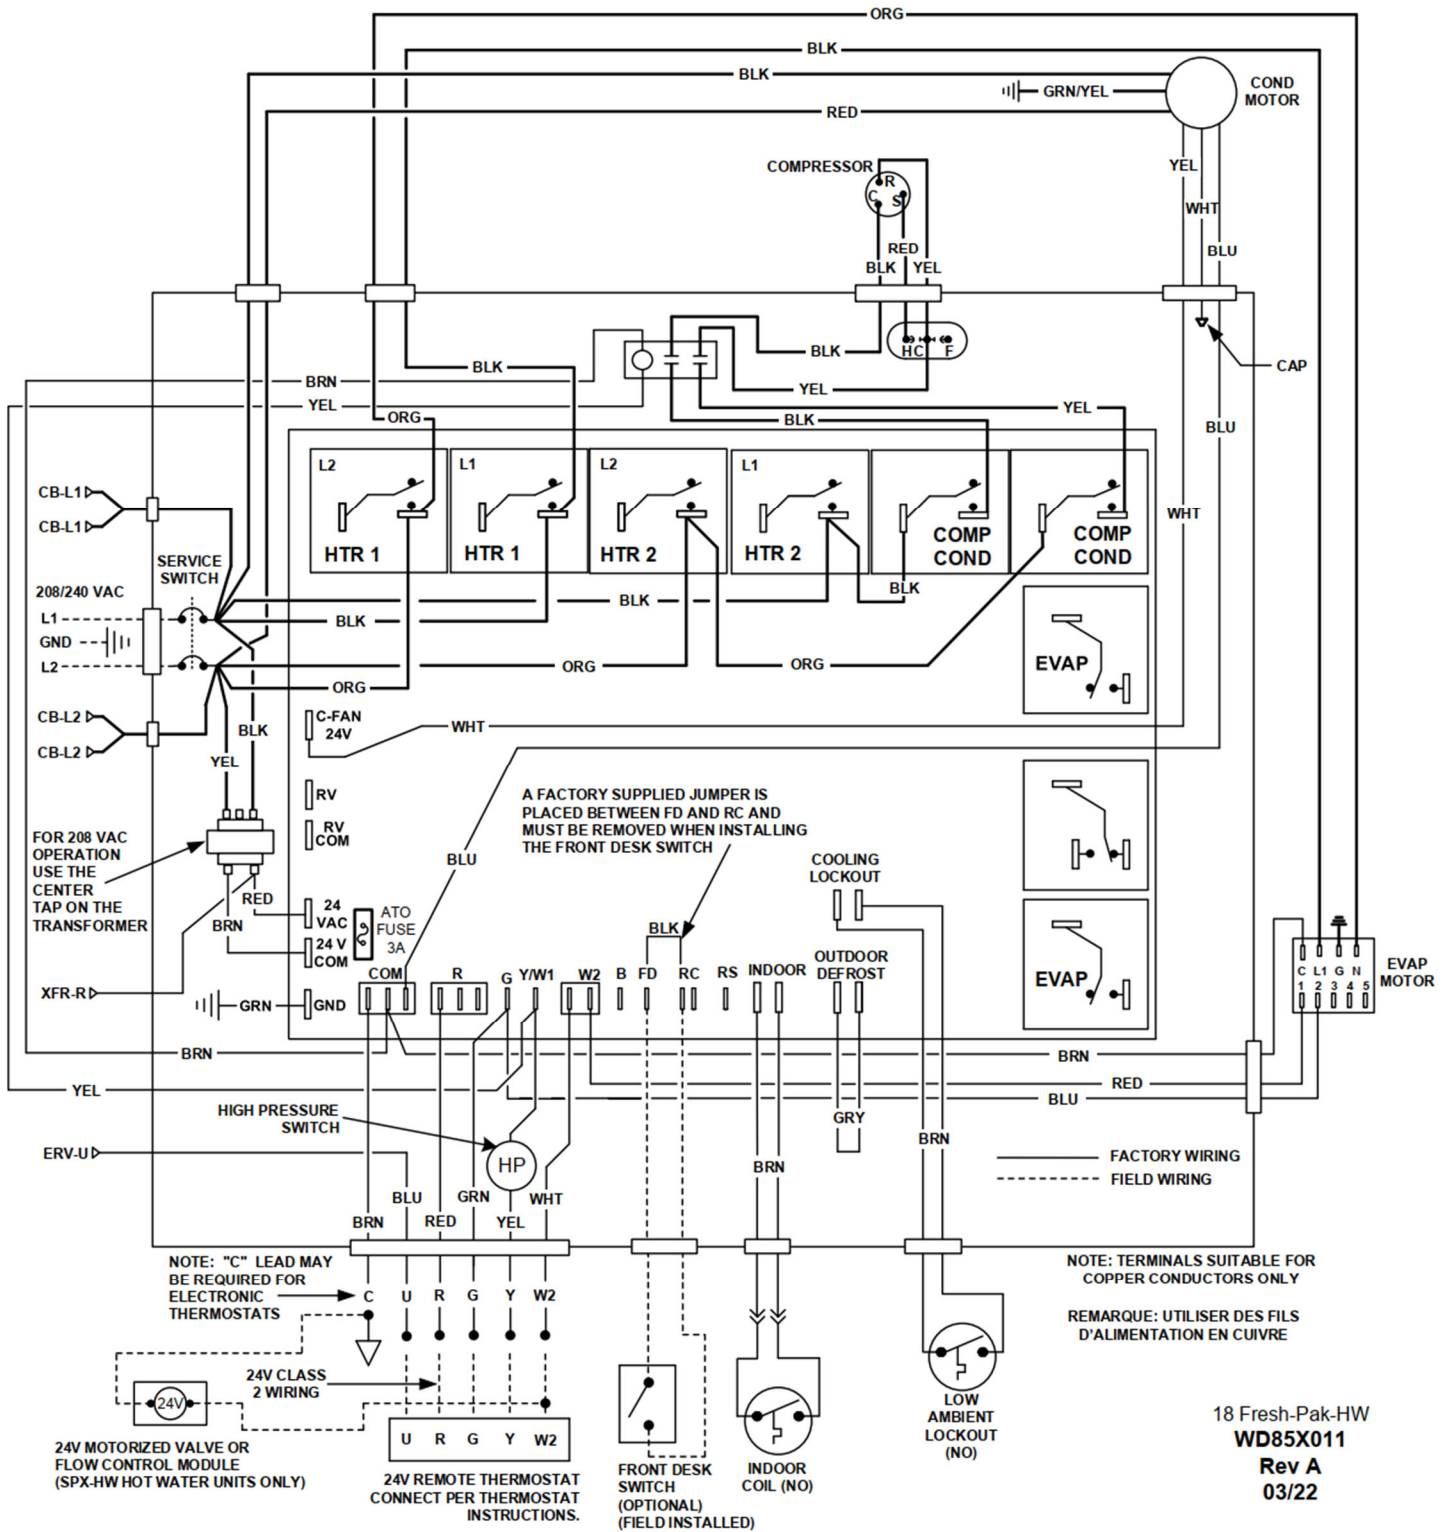 ORG
BLK
BLK
GRN/YEL
COND
MOTOR
RED
YEL
COMPRESSOR
R
C
S
WHT
RED
BLU
BLK YEL
H C F
BLK
CAP
BLK
BRN
YEL
YEL
ORG
BLK
YEL
BLU
L2
L1
L2
L1
CB-L1
CB-L1
WHT
HTR 1
HTR 1
HTR 2
HTR 2
COMP
COND
COMP
COND
SERVICE
SWITCH
208/240 VAC
BLK
BLK
L1
GND
L2
BLK
ORG
ORG
EVAP
ORG
CB-L2
CB-L2
C-FAN
24V
WHT
BLK
YEL
RV
RV
COM
A FACTORY SUPPLIED JUMPER IS
PLACED BETWEEN FD AND RC AND
MUST BE REMOVED WHEN INSTALLING
THE FRONT DESK SWITCH
FOR 208 VAC
OPERATION
USE THE
CENTER
TAP ON THE
TRANSFORMER
BLU
COOLING
LOCKOUT
RED
BRN
24
VAC
24 V
COM
ATO
FUSE
3A
BLK
OUTDOOR
DEFROST
COM
R
G
Y/W1
W2
B
FD
RC
RS
INDOOR
EVAP
C L1 G N
1 2 3 4 5
EVAP
MOTOR
XFR-R
GRN
GND
BRN
BRN
YEL
RED
BLU
HIGH PRESSURE
SWITCH
GRY
BRN
ERV-U
HP
FACTORY WIRING
FIELD WIRING
BRN
BLU
GRN
WHT
BRN
RED
YEL
NOTE: "C" LEAD MAY
BE REQUIRED FOR
ELECTRONIC
THERMOSTATS
C U R G Y W2
NOTE: TERMINALS SUITABLE FOR
COPPER CONDUCTORS ONLY
REMARQUE: UTILISER DES FILS
D'ALIMENTATION EN CUIVRE
24V CLASS
2 WIRING
24V
U R G Y W2
24V MOTORIZED VALVE OR
FLOW CONTROL MODULE
(SPX-HW HOT WATER UNITS ONLY)
24V REMOTE THERMOSTAT
CONNECT PER THERMOSTAT
INSTRUCTIONS.
FRONT DESK
SWITCH
(OPTIONAL)
(FIELD INSTALLED)
INDOOR
COIL (NO)
LOW
AMBIENT
LOCKOUT
(NO)
18 Fresh-Pak-HW
WD85X011
Rev A
03/22